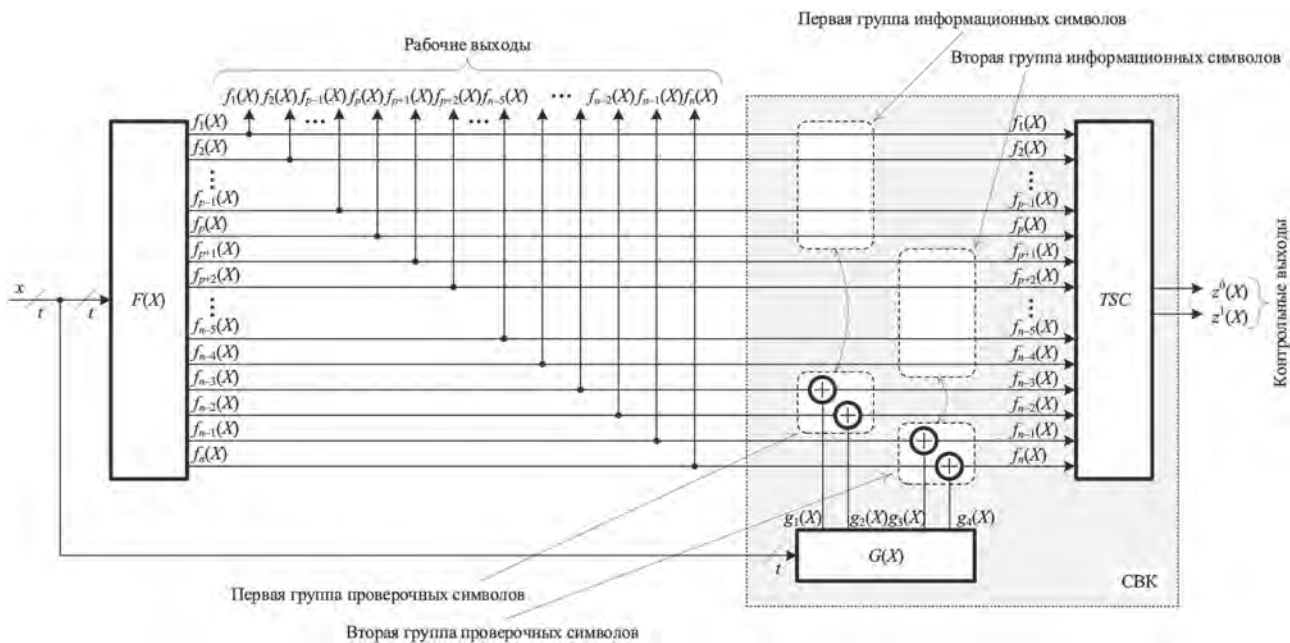 Первая группа информационных символов
Вторая группа информационных символов
Рабочие выходы
f₁(X) f₂(X) fₚ₋₁(X) fₚ(X) fₚ₊₁(X) fₚ₊₂(X) fₙ₋₅(X) ••• fₙ₋₂(X) fₚ₋₁(X) fₙ(X)
f₁(X) f₁(X)
f₂(X) f₂(X)
fₚ₋₁(X) fₚ₋₁(X)
fₚ(X) fₚ(X)
fₚ₊₁(X) fₚ₊₁(X)
fₚ₊₂(X) fₚ₊₂(X)
x t t F(X) TSC z⁰(X)
z¹(X)
Контрольные выходы
fₙ₋₅(X) fₙ₋₅(X)
fₙ₋₄(X) fₙ₋₄(X)
fₙ₋₃(X) fₙ₋₃(X)
fₙ₋₂(X) fₙ₋₂(X)
fₙ₋₁(X) fₙ₋₁(X)
fₙ(X) fₙ(X)
g₁(X) g₂(X) g₃(X) g₄(X)
t G(X)
СВК
Первая группа проверочных символов
Вторая группа проверочных символов